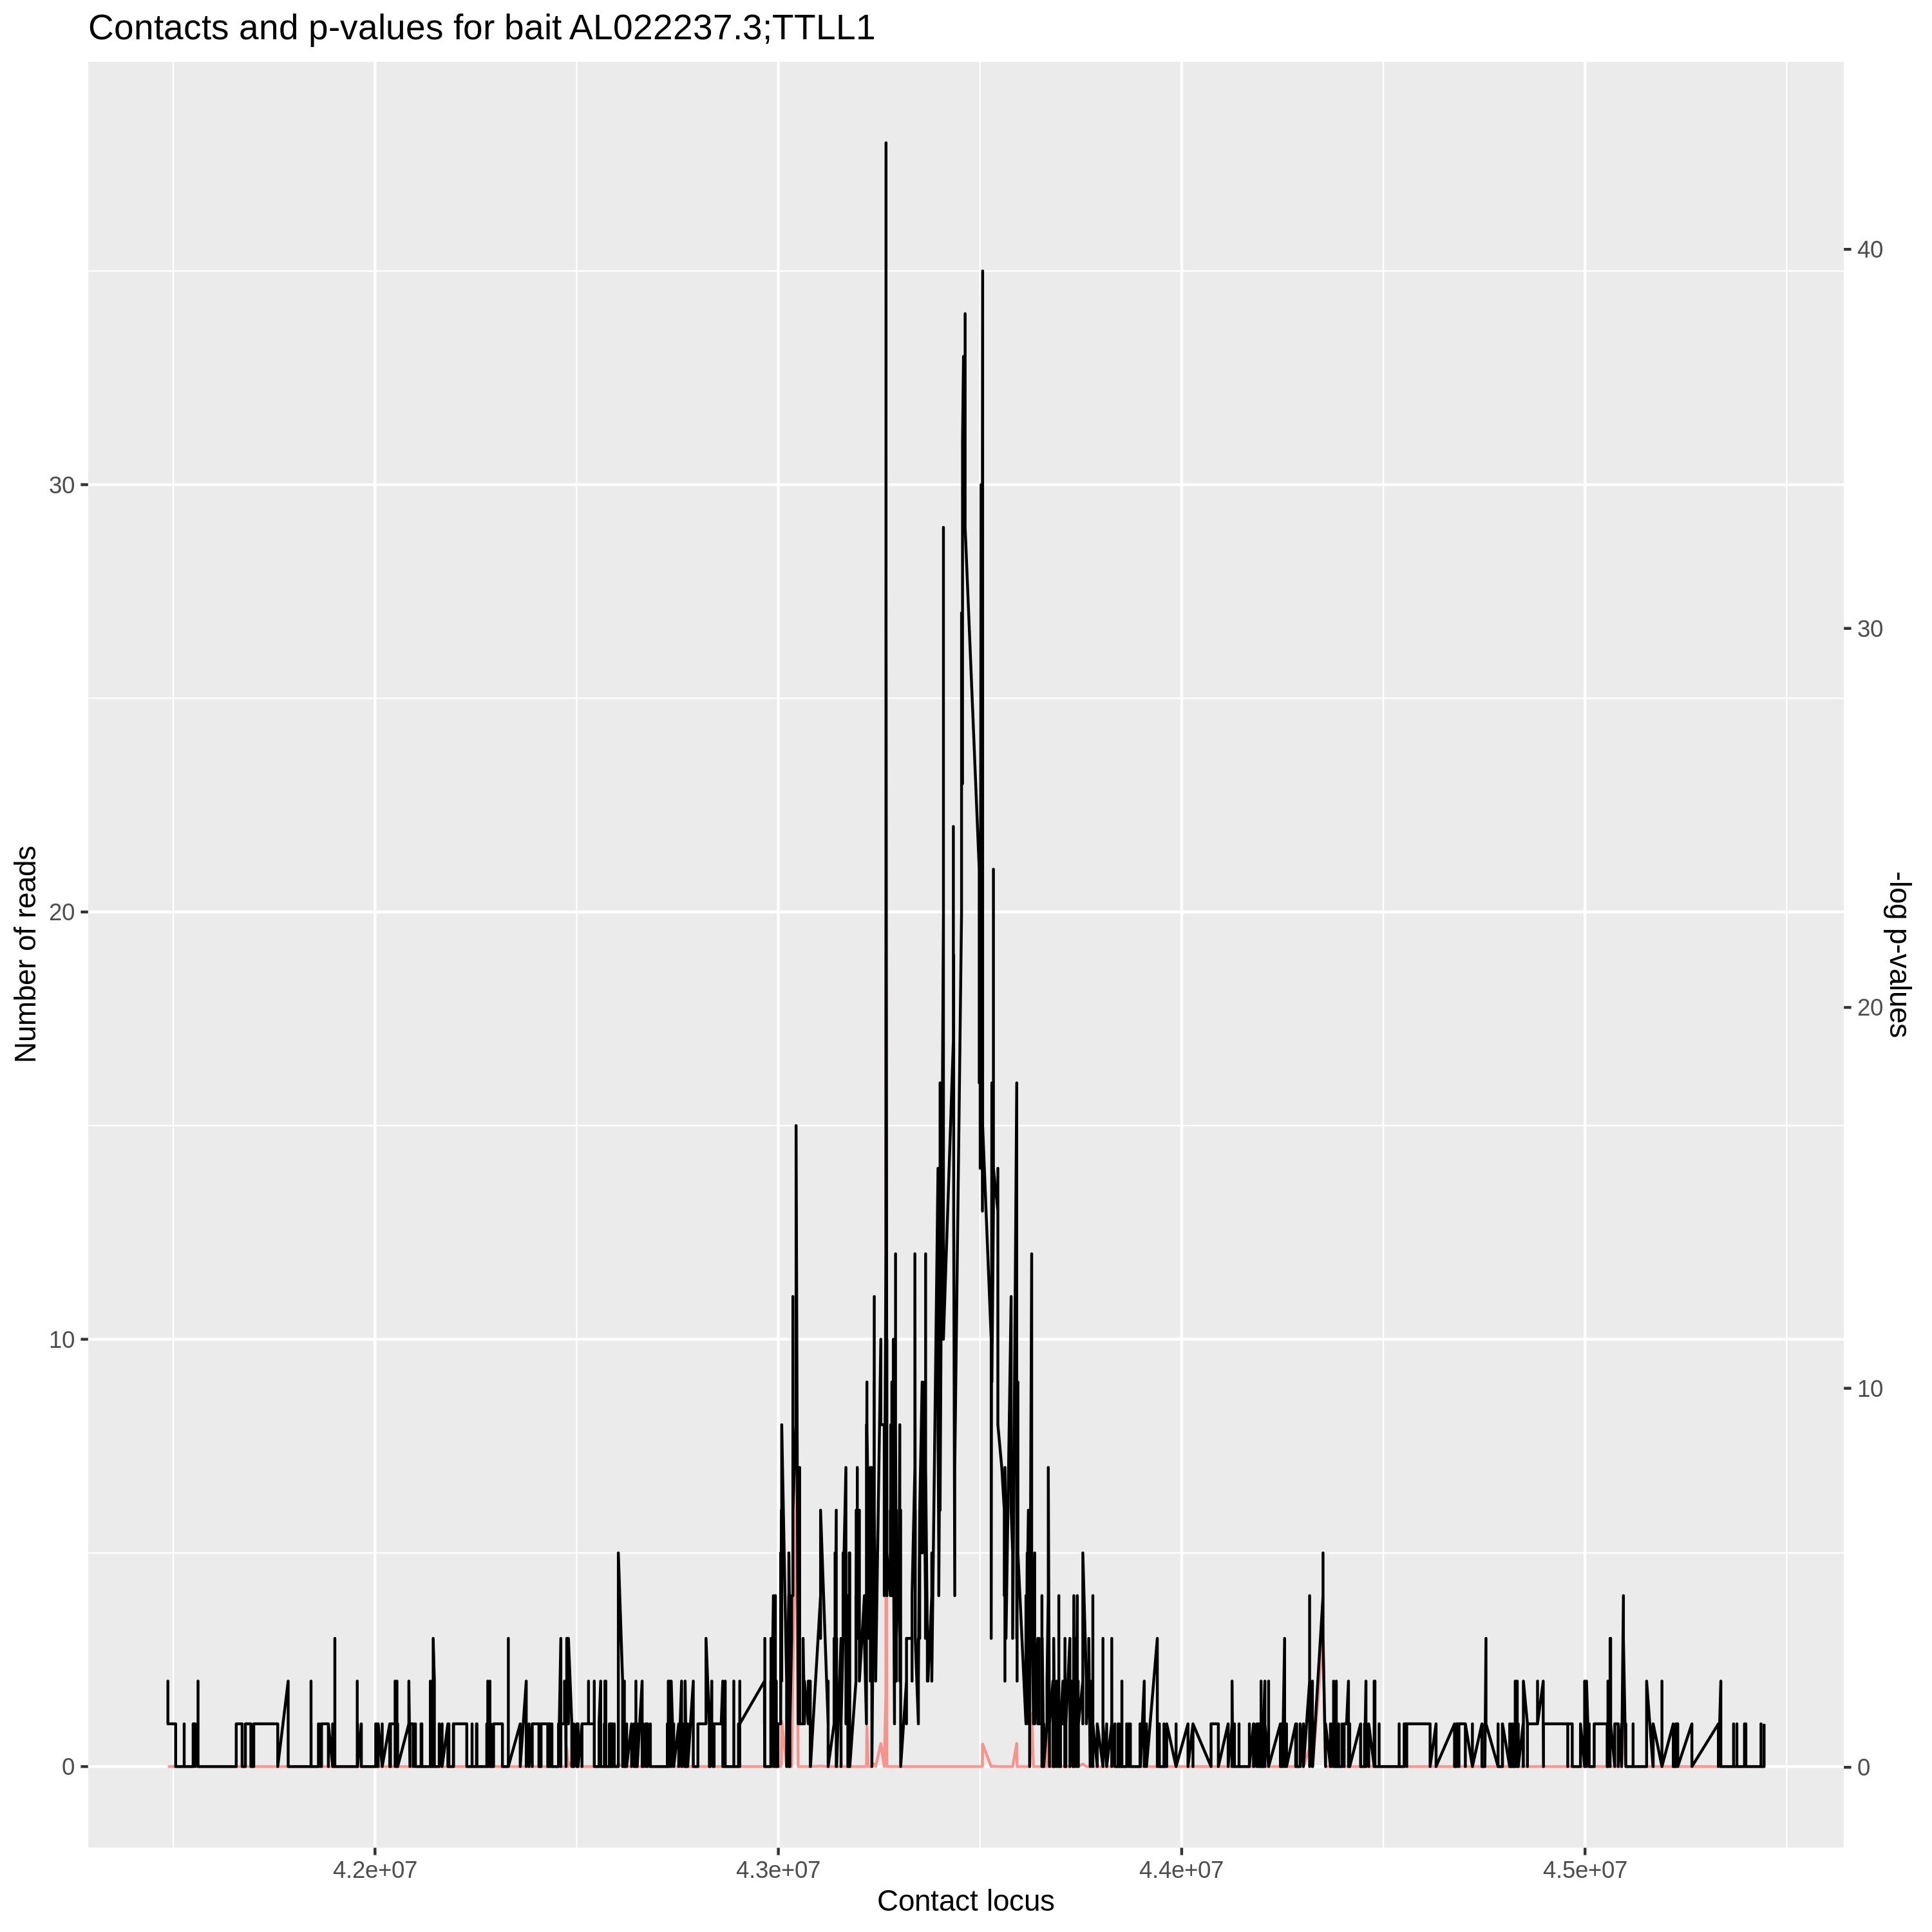 Contacts and p-values for bait AL022237.3;TTLL1
Number of reads
30
20
10
0
40
30
20
10
0
-log p-values
4.2e+07
4.3e+07
4.4e+07
4.5e+07
Contact locus